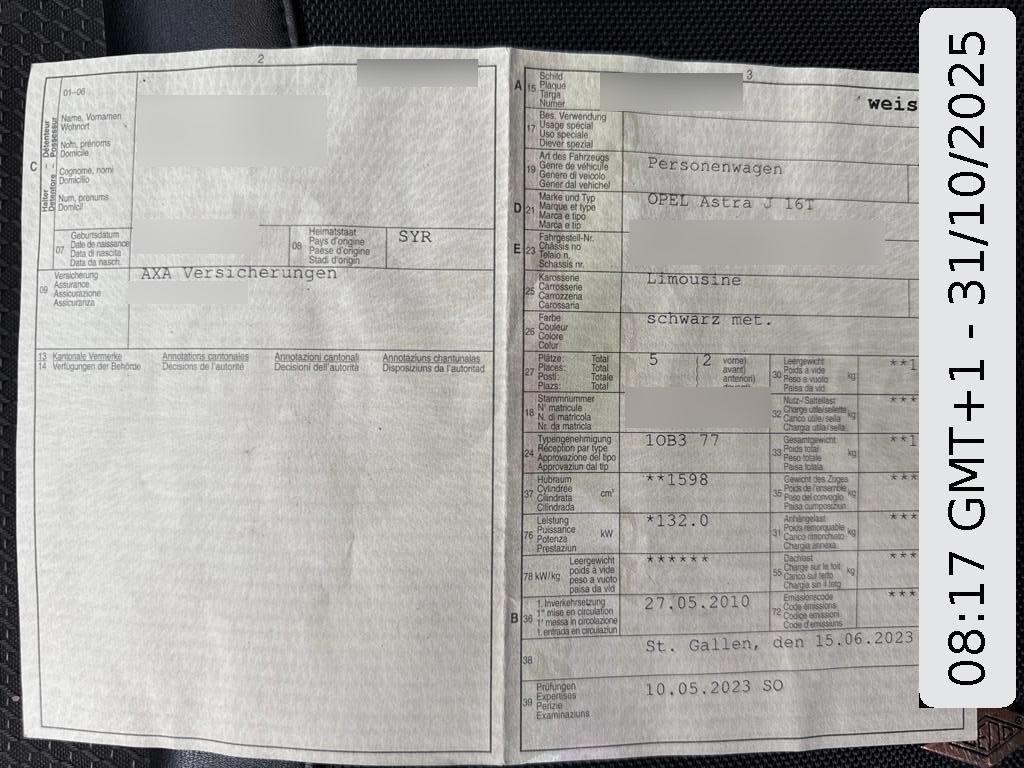 2
01–06
C
Halter Détenteur
Detentore - Possessur
Name, Vornamen
Wohnort
Nom, prénoms
Domicile
Cognome, nomi
Domicilio
Num, prenums
Domicil
07
Geburtsdatum
Date de naissance
Data di nascita
Data da nasch.
08
Heimatstaat
Pays d'origine
Paese d'origine
Stadi d'origin
SYR
09
Versicherung
Assurance
Assicurazione
Assicuranza
AXA Versicherungen
13 Kantonale Vermerke Annotations cantonales Annotazioni cantonali Annotaziuns chantunalas
14 Verfügungen der Behörde Décisions de l'autorité Decisioni dell'autorità Disposiziuns da l'autoritad
3
A 15
Schild
Plaque
Targa
Numer
weis
17
Bes. Verwendung
Usage spécial
Uso speciale
Diever spezial
19
Art des Fahrzeugs
Genre de véhicule
Genere di veicolo
Gener dal vehichel
Personenwagen
D 21
Marke und Typ
Marque et type
Marca e tipo
Marca e tip
OPEL Astra J 16T
E 23
Fahrgestell-Nr.
Châssis no
Telaio n.
Schassis nr.
25
Karosserie
Carrosserie
Carrozzeria
Carossaria
Limousine
26
Farbe
Couleur
Colore
Colur
schwarz met.
27
Plätze: Total
Places: Total
Posti: Totale
Plazs: Total
5 (2 vorne)
avant)
anteriori)
30
Leergewicht
Poids à vide
Peso a vuoto
Paisa da vid
kg
**1
18
Stammnummer
N° matricule
N. di matricola
Nr. da matricla
32
Nutz-/Sattellast
Charge utile/sellette
Carico utile/sella
Chargia utila/sella
kg
***
24
Typengenehmigung
Réception par type
Approvazione del tipo
Approvaziun dal tip
1OB3 77
33
Gesamtgewicht
Poids total
Peso totale
Paisa totala
kg
**1
37
Hubraum
Cylindrée
Cilindrata
Cilindrada
cm³
**1598
35
Gewicht des Zuges
Poids de l'ensemble
Peso del convoglio
Paisa cumposiziun
kg
***
76
Leistung
Puissance
Potenza
Prestaziun
kW
*132.0
31
Anhängelast
Poids remorquable
Carico rimorchiato
Chargia annexa
kg
***
78 kW/kg
Leergewicht
poids à vide
peso a vuoto
paisa da vid
******
55
Dachlast
Charge sur le toit
Carico sul tetto
Chargia sin il tetg
kg
***
B 36
1. Inverkehrsetzung
1re mise en circulation
1a messa in circolazione
1. entrada en circulaziun
27.05.2010
72
Emissionscode
Code émissions
Codice emissioni
Code d'emissiuns
***
38
St. Gallen, den 15.06.2023
39
Prüfungen
Expertises
Perizie
Examinaziuns
10.05.2023 SO
08:17 GMT+1 - 31/10/2025